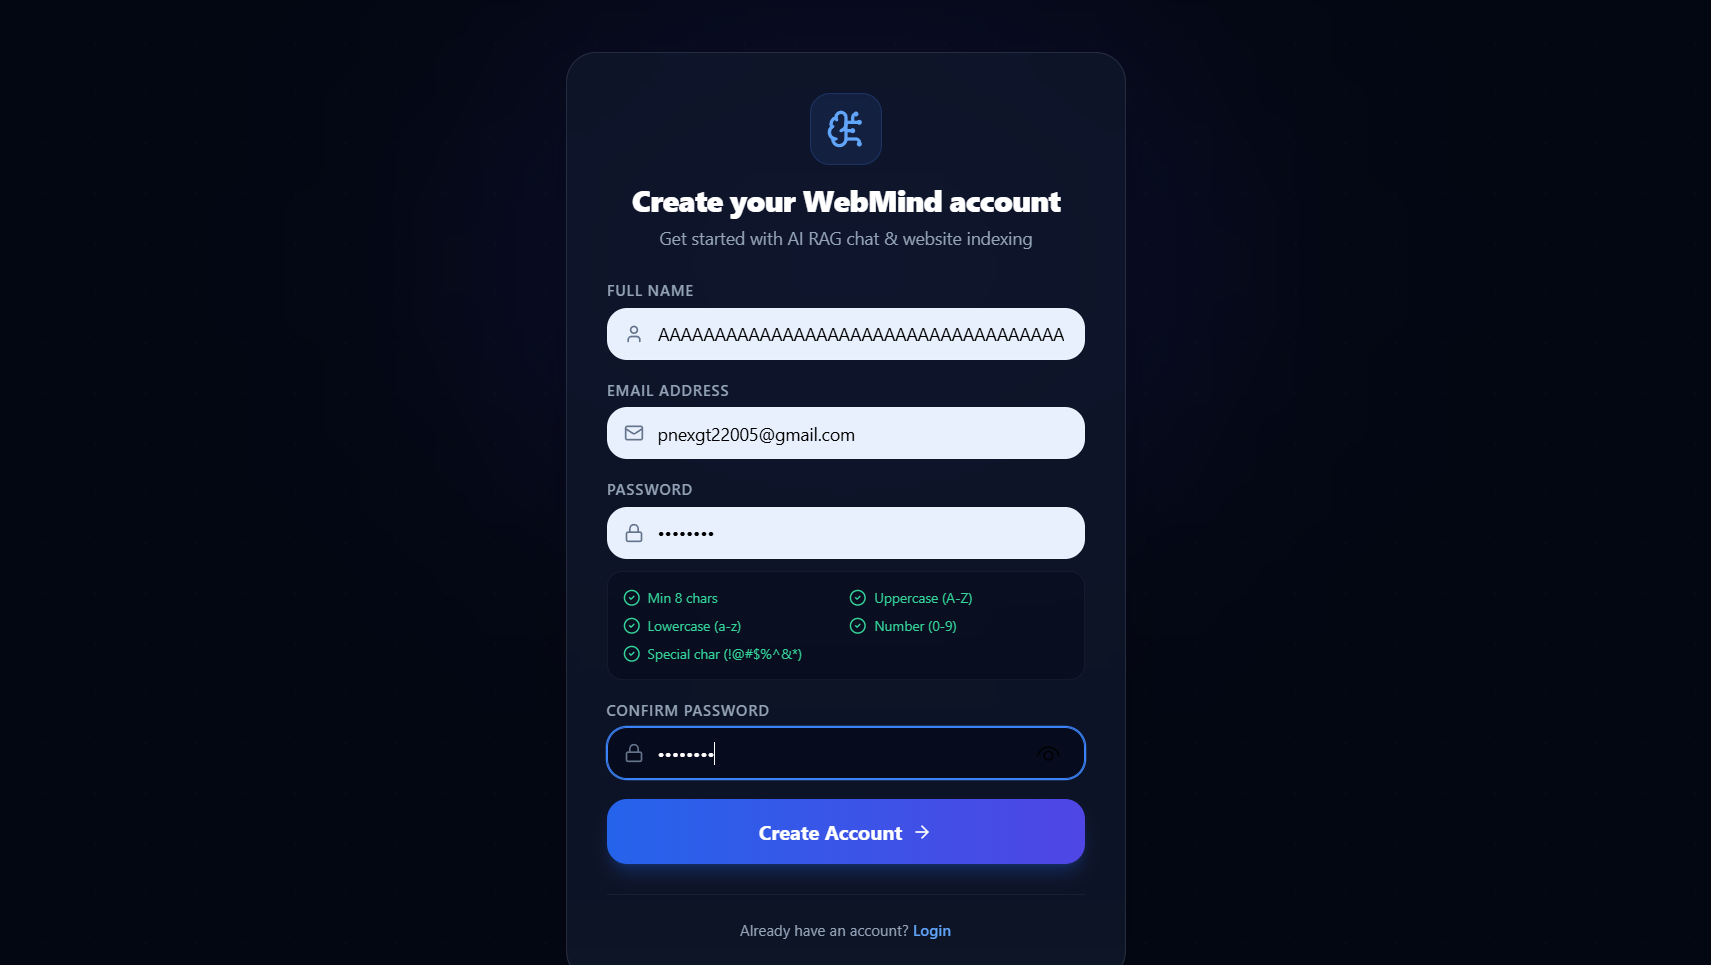 Create your WebMind account
Get started with AI RAG chat & website indexing
FULL NAME
AAAAAAAAAAAAAAAAAAAAAAAAAAAAAAAAAAAA
EMAIL ADDRESS
pnexgt22005@gmail.com
PASSWORD
••••••••
Min 8 chars
Uppercase (A-Z)
Lowercase (a-z)
Number (0-9)
Special char (!@#$%^&*)
CONFIRM PASSWORD
••••••••
Create Account →
Already have an account? Login